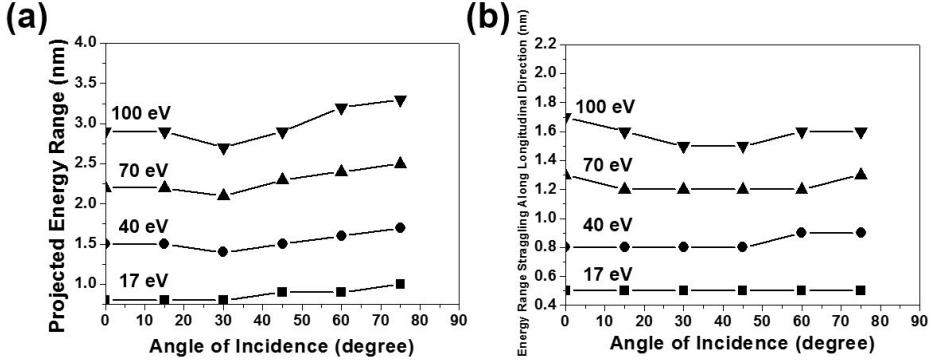 (a)
Projected Energy Range (nm)
4.0
3.5
3.0
2.5
2.0
1.5
1.0
100 eV
70 eV
40 eV
17 eV
0 10 20 30 40 50 60 70 80 90
Angle of Incidence (degree)
(b)
Energy Range Straggling Along Longitudinal Direction (nm)
2.2
2.0
1.8
1.6
1.4
1.2
1.0
0.8
0.6
0.4
100 eV
70 eV
40 eV
17 eV
0 10 20 30 40 50 60 70 80 90
Angle of Incidence (degree)